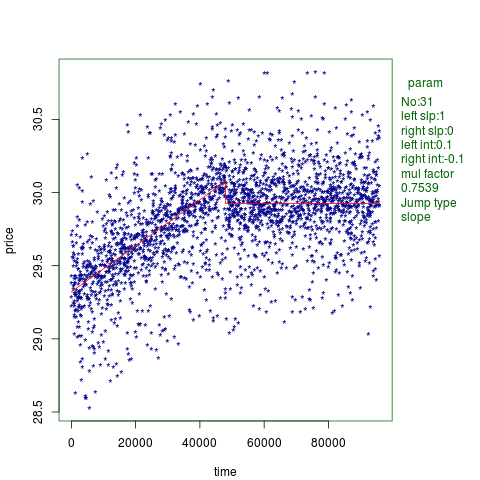 param
No:31
left slp:1
right slp:0
left int:0.1
right int:-0.1
mul factor
0.7539
Jump type
slope
price
30.5
30.0
29.5
29.0
28.5
0 20000 40000 60000 80000
time